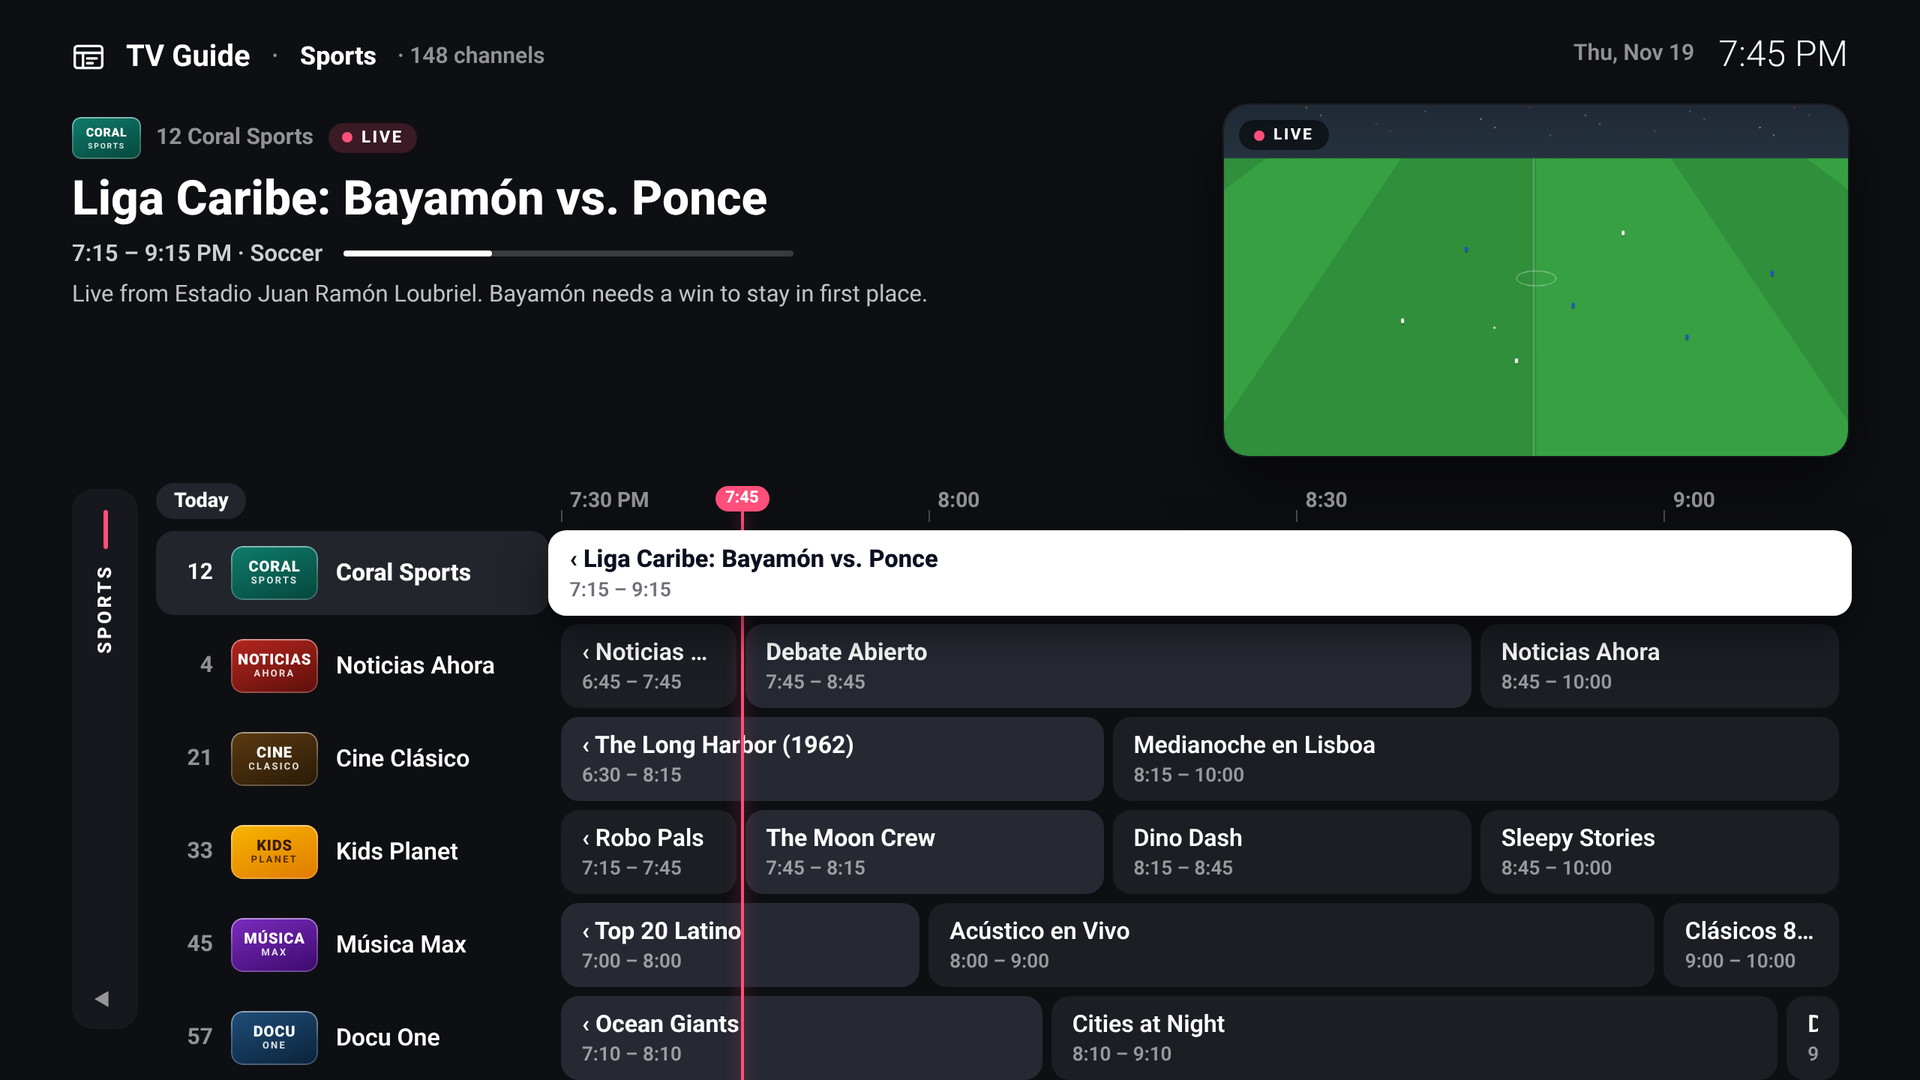 TV Guide · Sports · 148 channels
Thu, Nov 19 7:45 PM
CORAL
SPORTS
12 Coral Sports
LIVE
LIVE
Liga Caribe: Bayamón vs. Ponce
7:15 – 9:15 PM · Soccer
Live from Estadio Juan Ramón Loubriel. Bayamón needs a win to stay in first place.
Today
7:30 PM
7:45
8:00
8:30
9:00
SPORTS
12
CORAL
SPORTS
Coral Sports
‹ Liga Caribe: Bayamón vs. Ponce
7:15 – 9:15
4
NOTICIAS
AHORA
Noticias Ahora
‹ Noticias ...
6:45 – 7:45
Debate Abierto
7:45 – 8:45
Noticias Ahora
8:45 – 10:00
21
CINE
CLASICO
Cine Clásico
‹ The Long Harbor (1962)
6:30 – 8:15
Medianoche en Lisboa
8:15 – 10:00
33
KIDS
PLANET
Kids Planet
‹ Robo Pals
7:15 – 7:45
The Moon Crew
7:45 – 8:15
Dino Dash
8:15 – 8:45
Sleepy Stories
8:45 – 10:00
45
MÚSICA
MAX
Música Max
‹ Top 20 Latino
7:00 – 8:00
Acústico en Vivo
8:00 – 9:00
Clásicos 8...
9:00 – 10:00
57
DOCU
ONE
Docu One
‹ Ocean Giants
7:10 – 8:10
Cities at Night
8:10 – 9:10
9